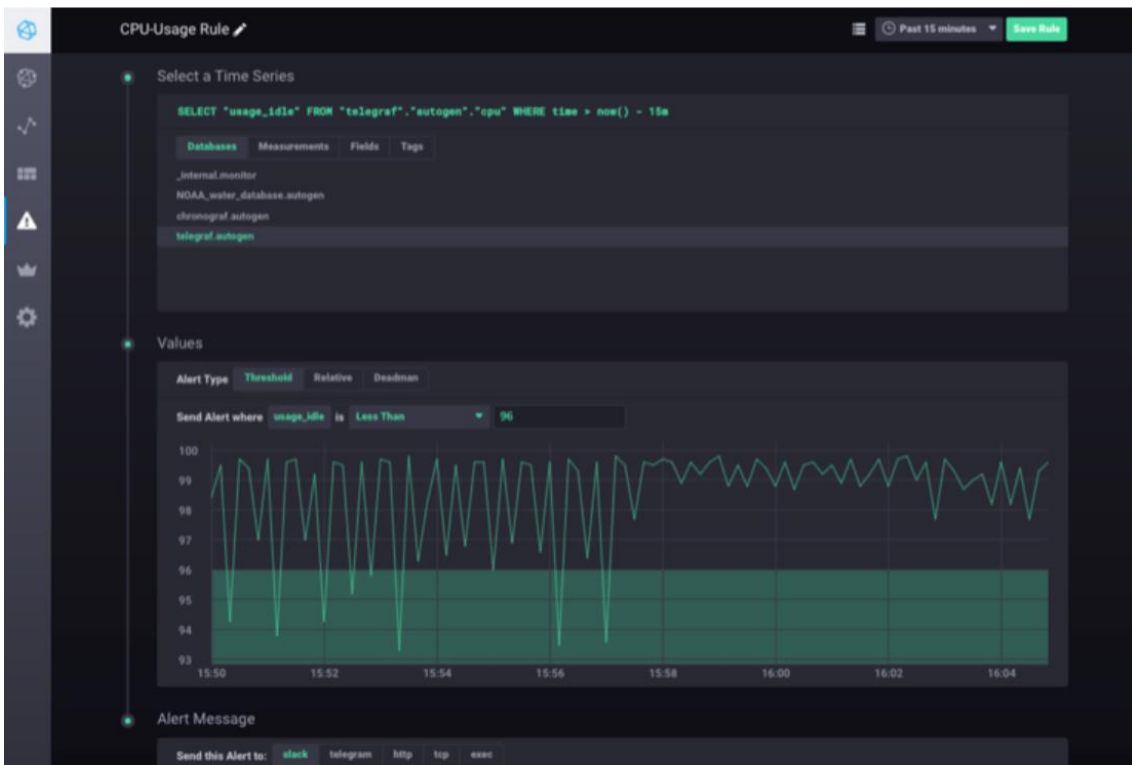 CPU-Usage Rule
Past 15 minutes
Save Rule
Select a Time Series
SELECT "usage_idle" FROM "telegraf"."autogen"."cpu" WHERE time > now() - 15m
Databases Measurements Fields Tags
_internal.monitor
NOAA_water_database.autogen
chronograf.autogen
telegraf.autogen
Values
Alert Type Threshold Relative Deadman
Send Alert where usage_idle is Less Than 96
100
99
98
97
96
95
94
93
15:50 15:52 15:54 15:56 15:58 16:00 16:02 16:04
Alert Message
Send this Alert to: slack telegram http tcp exec